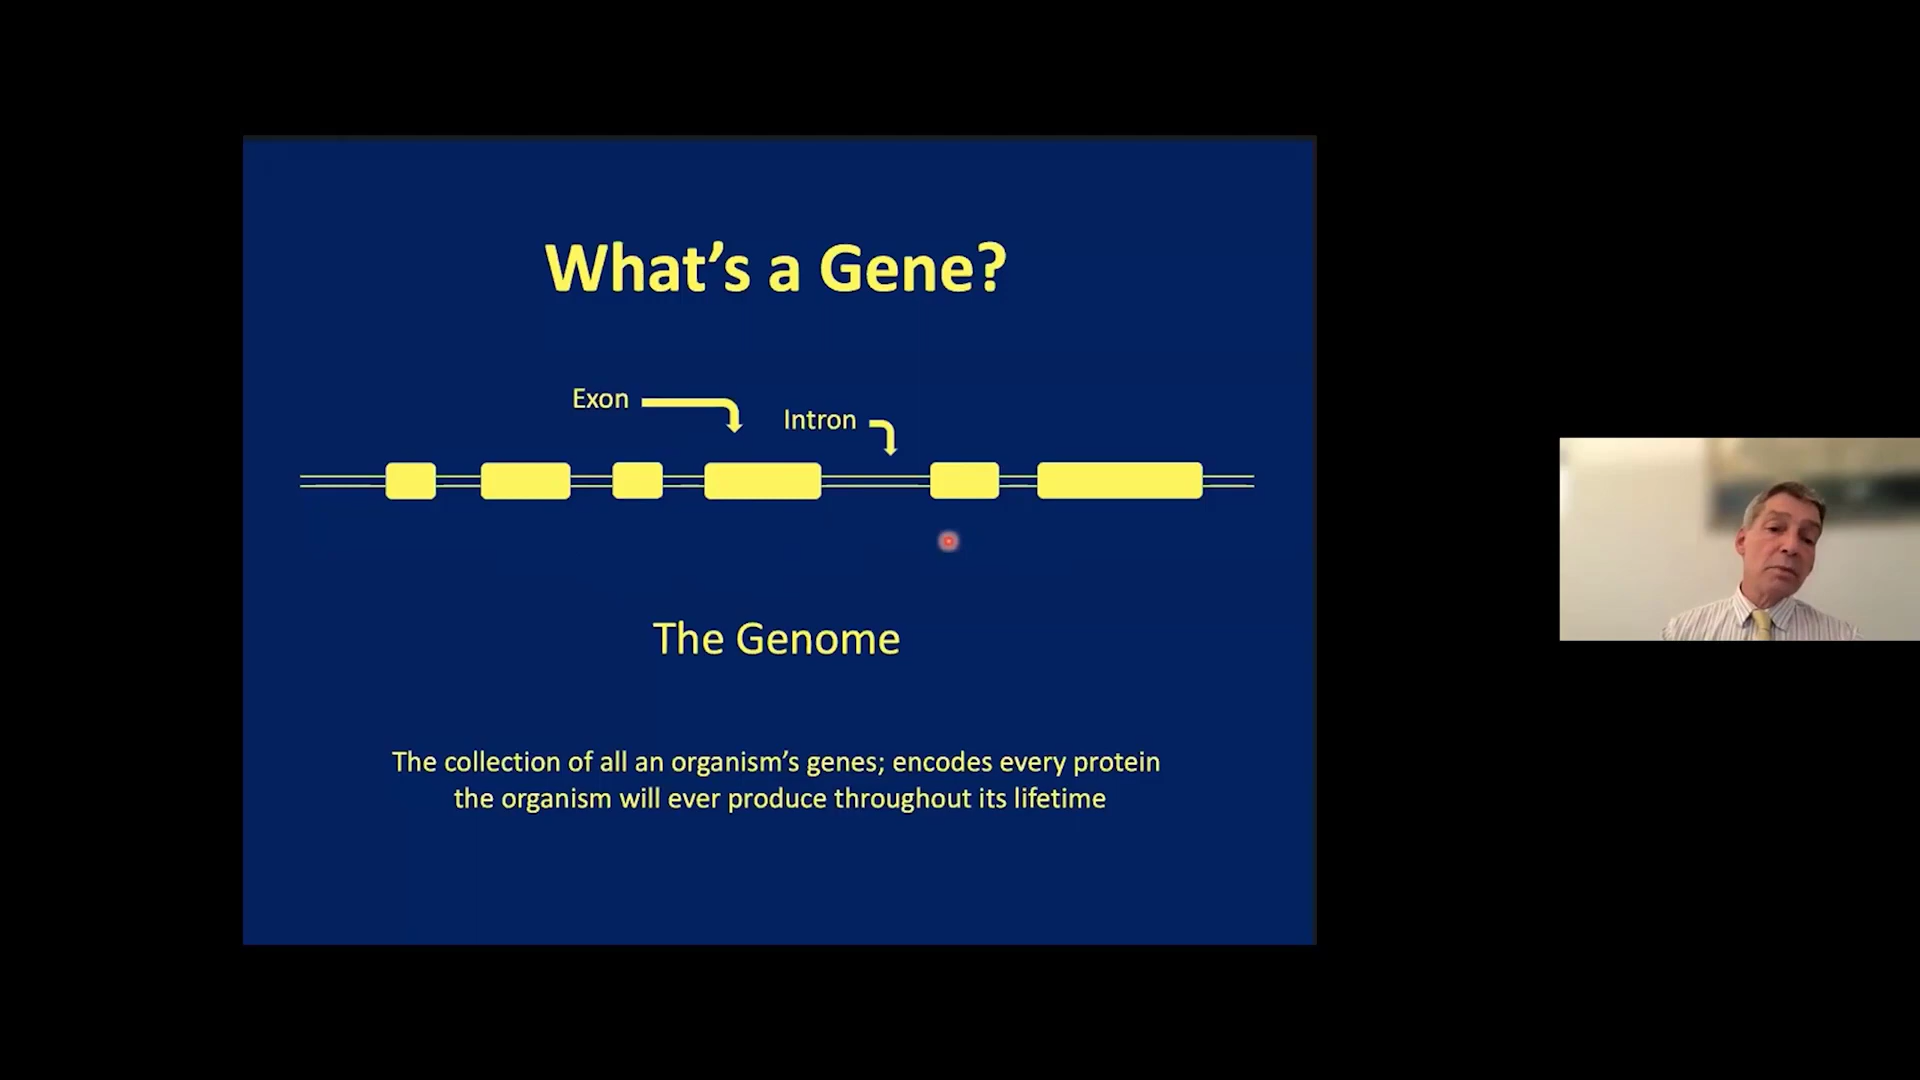 What’s a Gene?
Exon
Intron
The Genome
The collection of all an organism’s genes; encodes every protein
the organism will ever produce throughout its lifetime